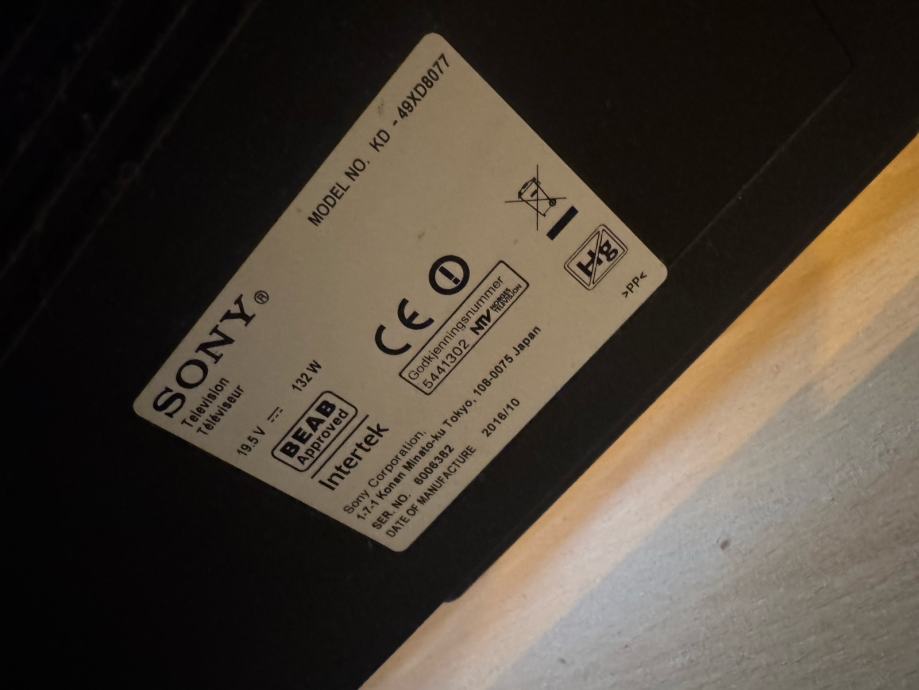 SONY®
MODEL NO. KD - 49XD8077
Television
Téléviseur
19.5 V ⎓ 132 W
BEAB
Approved
Intertek
CE
Godkjenningsnummer
5441302 NTV NORGES TELEVISJON
Hg
Sony Corporation,
1-7-1 Konan Minato-ku Tokyo, 108-0075 Japan
SER. NO. 6006382
DATE OF MANUFACTURE 2016/10
>PP<